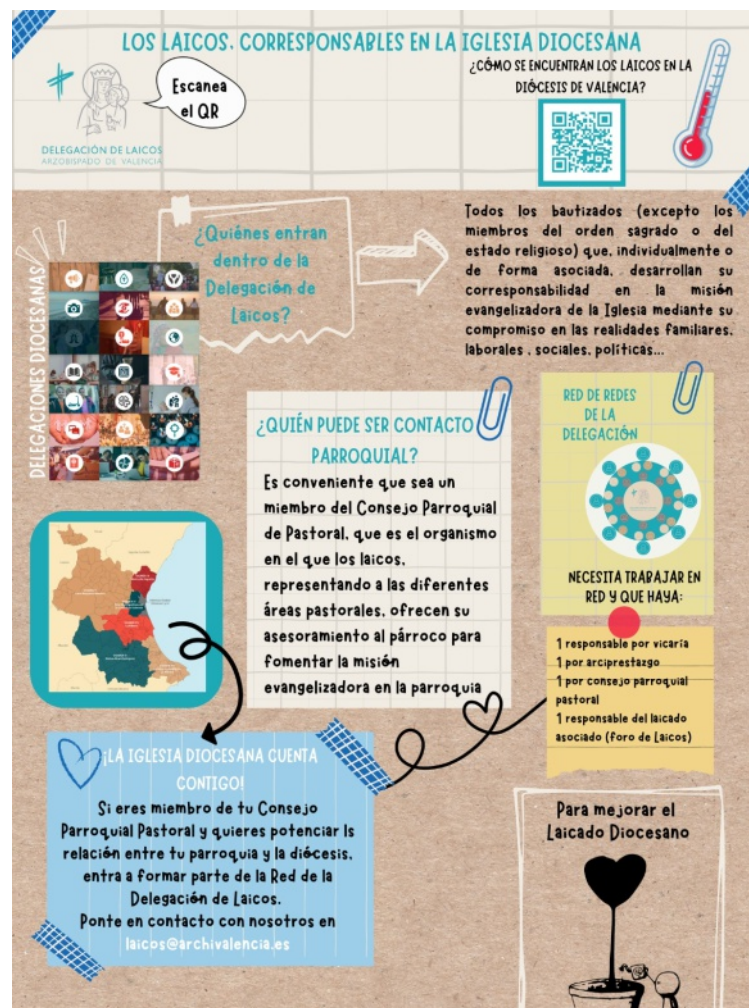 LOS LAICOS, CORRESPONSABLES EN LA IGLESIA DIOCESANA
¿CÓMO SE ENCUENTRAN LOS LAICOS EN LA
DIÓCESIS DE VALENCIA?
Escanea
el QR
DELEGACIÓN DE LAICOS
ARZOBISPADO DE VALENCIA
¿Quiénes entran
dentro de la
Delegación de
Laicos?
Todos los bautizados (excepto los
miembros del orden sagrado o del
estado religioso) que, individualmente o
de forma asociada, desarrollan su
corresponsabilidad en la misión
evangelizadora de la Iglesia mediante su
compromiso en las realidades familiares,
laborales , sociales, políticas...
DELEGACIONES DIOCESANAS
¿QUIÉN PUEDE SER CONTACTO
PARROQUIAL?
Es conveniente que sea un
miembro del Consejo Parroquial
de Pastoral, que es el organismo
en el que los laicos,
representando a las diferentes
áreas pastorales, ofrecen su
asesoramiento al párroco para
fomentar la misión
evangelizadora en la parroquia
RED DE REDES
DE LA
DELEGACIÓN
NECESITA TRABAJAR EN
RED Y QUE HAYA:
1 responsable por vicaría
1 por arciprestazgo
1 por consejo parroquial
pastoral
1 responsable del laicado
asociado (foro de Laicos)
¡LA IGLESIA DIOCESANA CUENTA
CONTIGO!
Si eres miembro de tu Consejo
Parroquial Pastoral y quieres potenciar ls
relación entre tu parroquia y la diócesis,
entra a formar parte de la Red de la
Delegación de Laicos.
Ponte en contacto con nosotros en
laicos@archivalencia.es
Para mejorar el
Laicado Diocesano